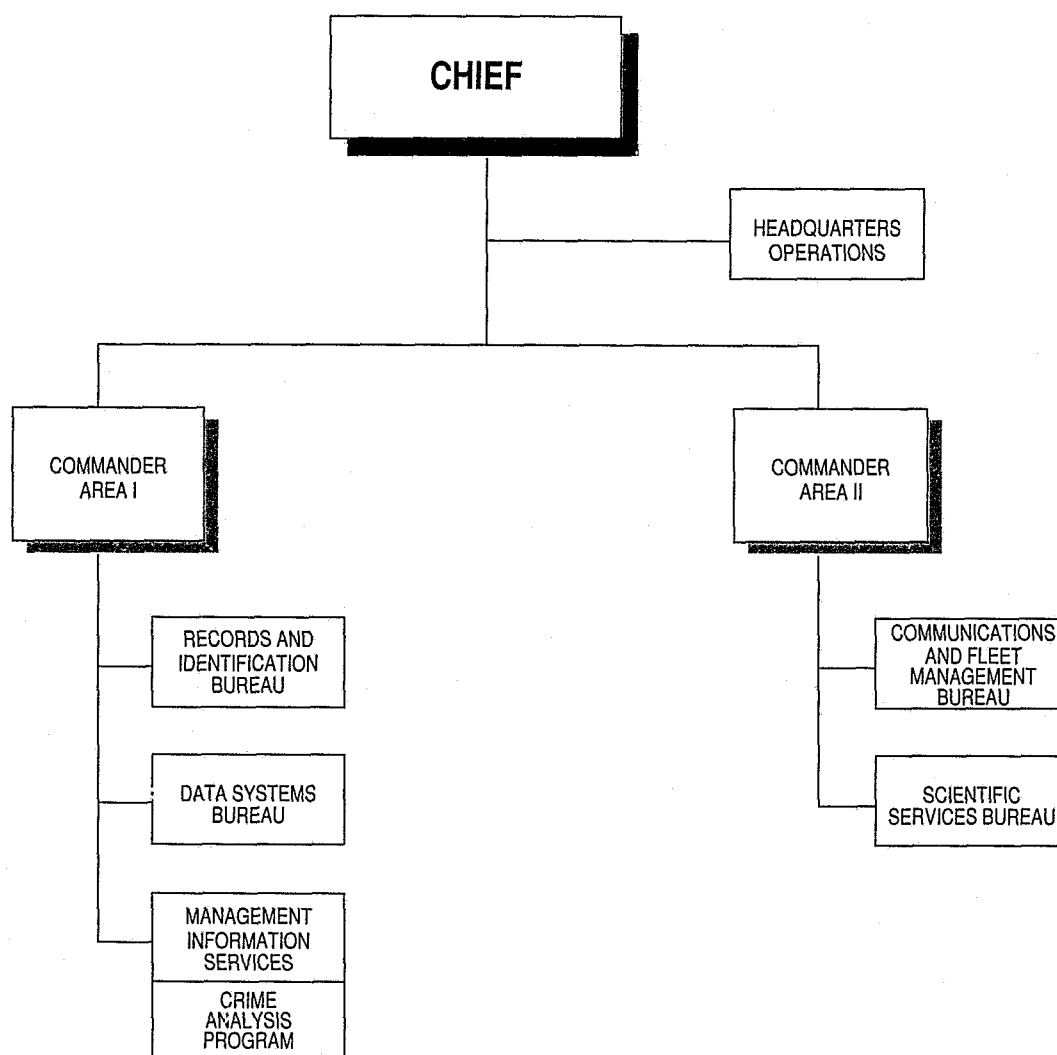 CHIEF
HEADQUARTERS
OPERATIONS
COMMANDER
AREA I
COMMANDER
AREA II
RECORDS AND
IDENTIFICATION
BUREAU
DATA SYSTEMS
BUREAU
MANAGEMENT
INFORMATION
SERVICES
CRIME
ANALYSIS
PROGRAM
COMMUNICATIONS
AND FLEET
MANAGEMENT
BUREAU
SCIENTIFIC
SERVICES BUREAU